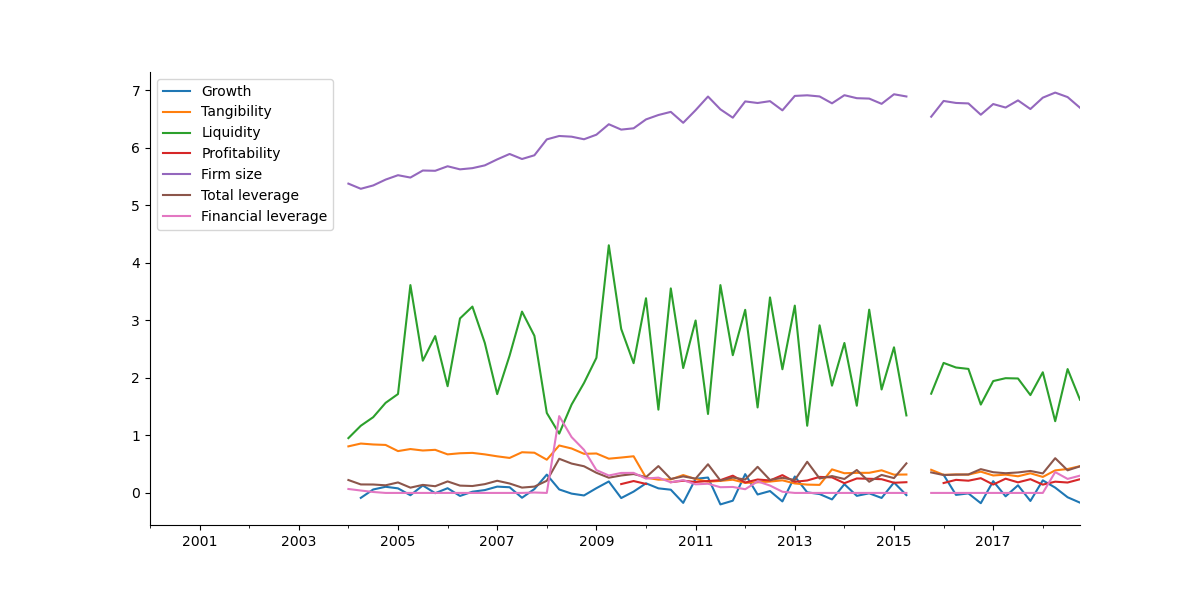 Growth
Tangibility
Liquidity
Profitability
Firm size
Total leverage
Financial leverage
7
6
5
4
3
2
1
0
2001 2003 2005 2007 2009 2011 2013 2015 2017